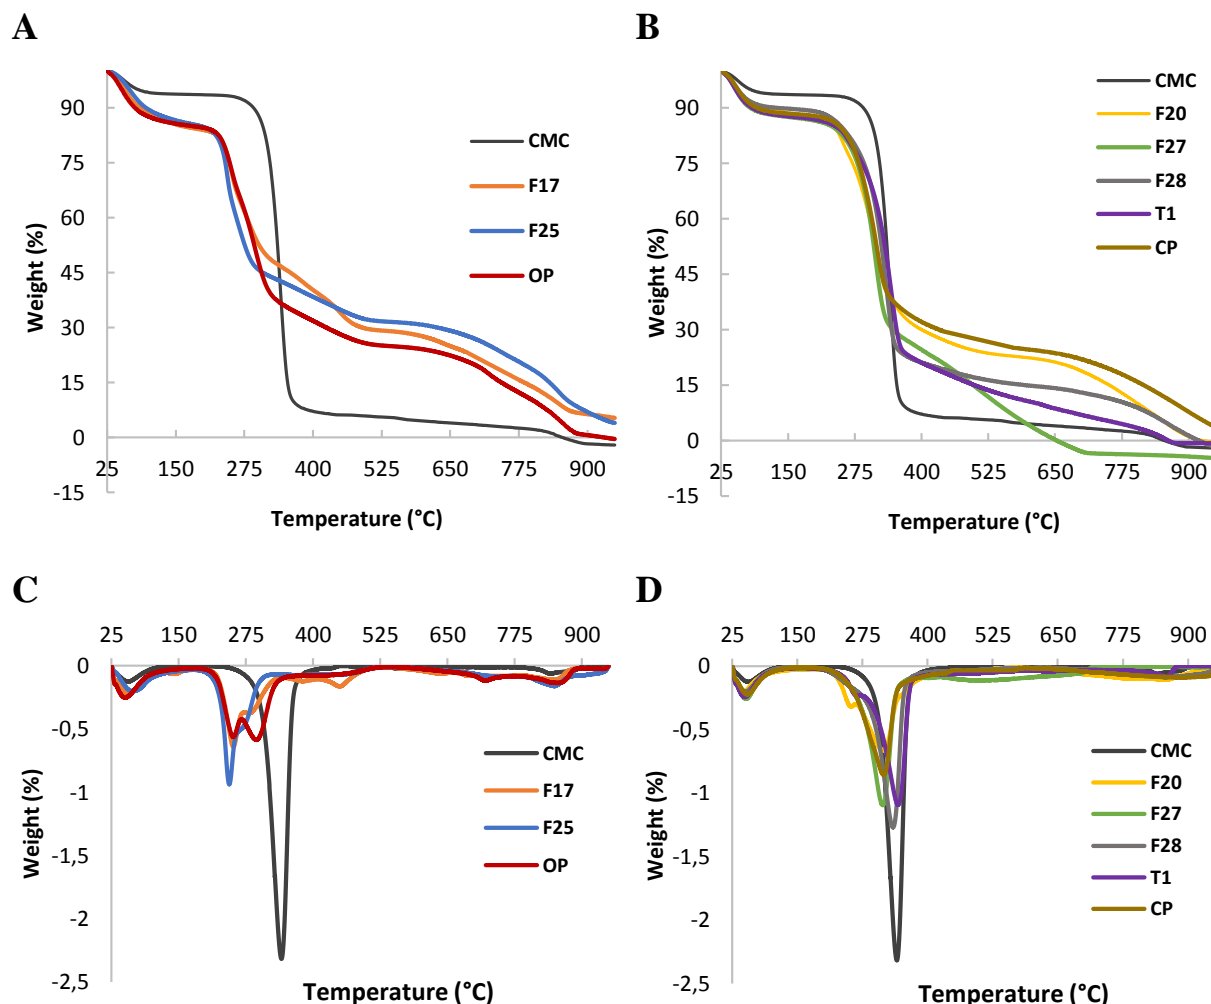 A
B
90
75
60
45
30
15
0
-15
25 150 275 400 525 650 775 900
Weight (%)
Temperature (°C)
CMC
F17
F25
OP
90
75
60
45
30
15
0
-15
25 150 275 400 525 650 775 900
Weight (%)
Temperature (°C)
CMC
F20
F27
F28
T1
CP
C
D
25 150 275 400 525 650 775 900
0
-0,5
-1
-1,5
-2
-2,5
Weight (%)
Temperature (°C)
CMC
F17
F25
OP
25 150 275 400 525 650 775 900
0
-0,5
-1
-1,5
-2
-2,5
Weight (%)
Temperature (°C)
CMC
F20
F27
F28
T1
CP